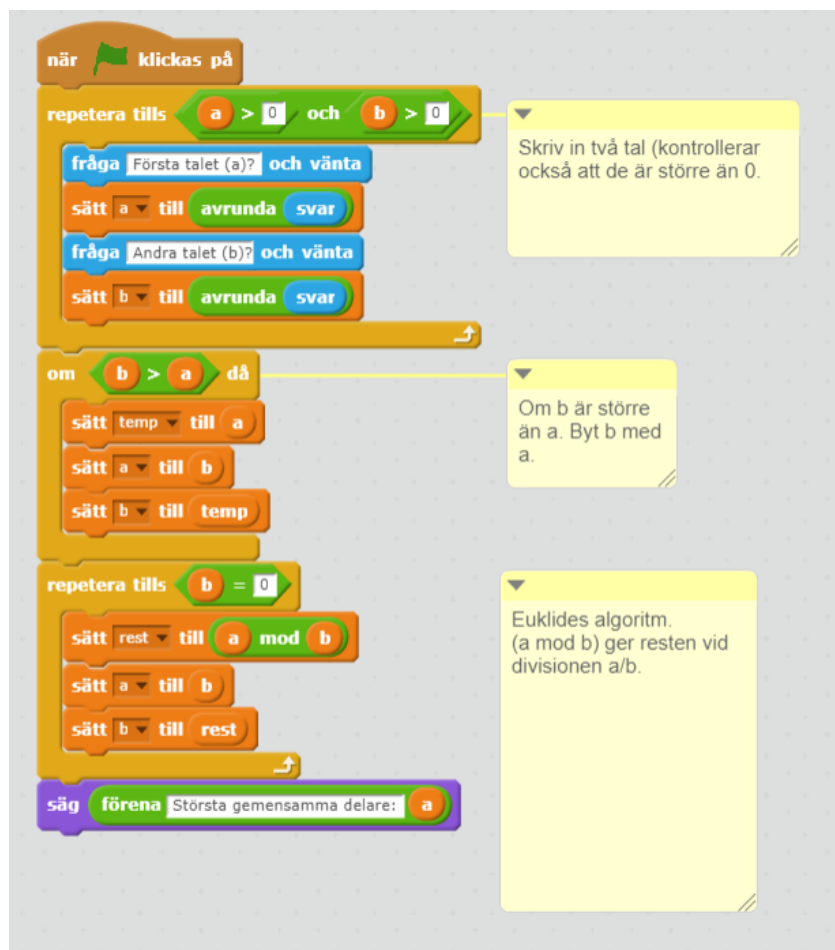 när klickas på
repetera tills a > 0 och b > 0
fråga Första talet (a)? och vänta
sätt a till avrunda svar
fråga Andra talet (b)? och vänta
sätt b till avrunda svar
Skriv in två tal (kontrollerar
också att de är större än 0.
om b > a då
sätt temp till a
sätt a till b
sätt b till temp
Om b är större
än a. Byt b med
a.
repetera tills b = 0
sätt rest till a mod b
sätt a till b
sätt b till rest
säg förena Största gemensamma delare: a
Euklides algoritm.
(a mod b) ger resten vid
divisionen a/b.